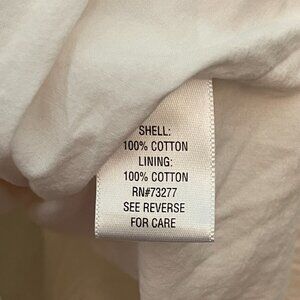 SHELL:
100% COTTON
LINING:
100% COTTON
RN#73277
SEE REVERSE
FOR CARE